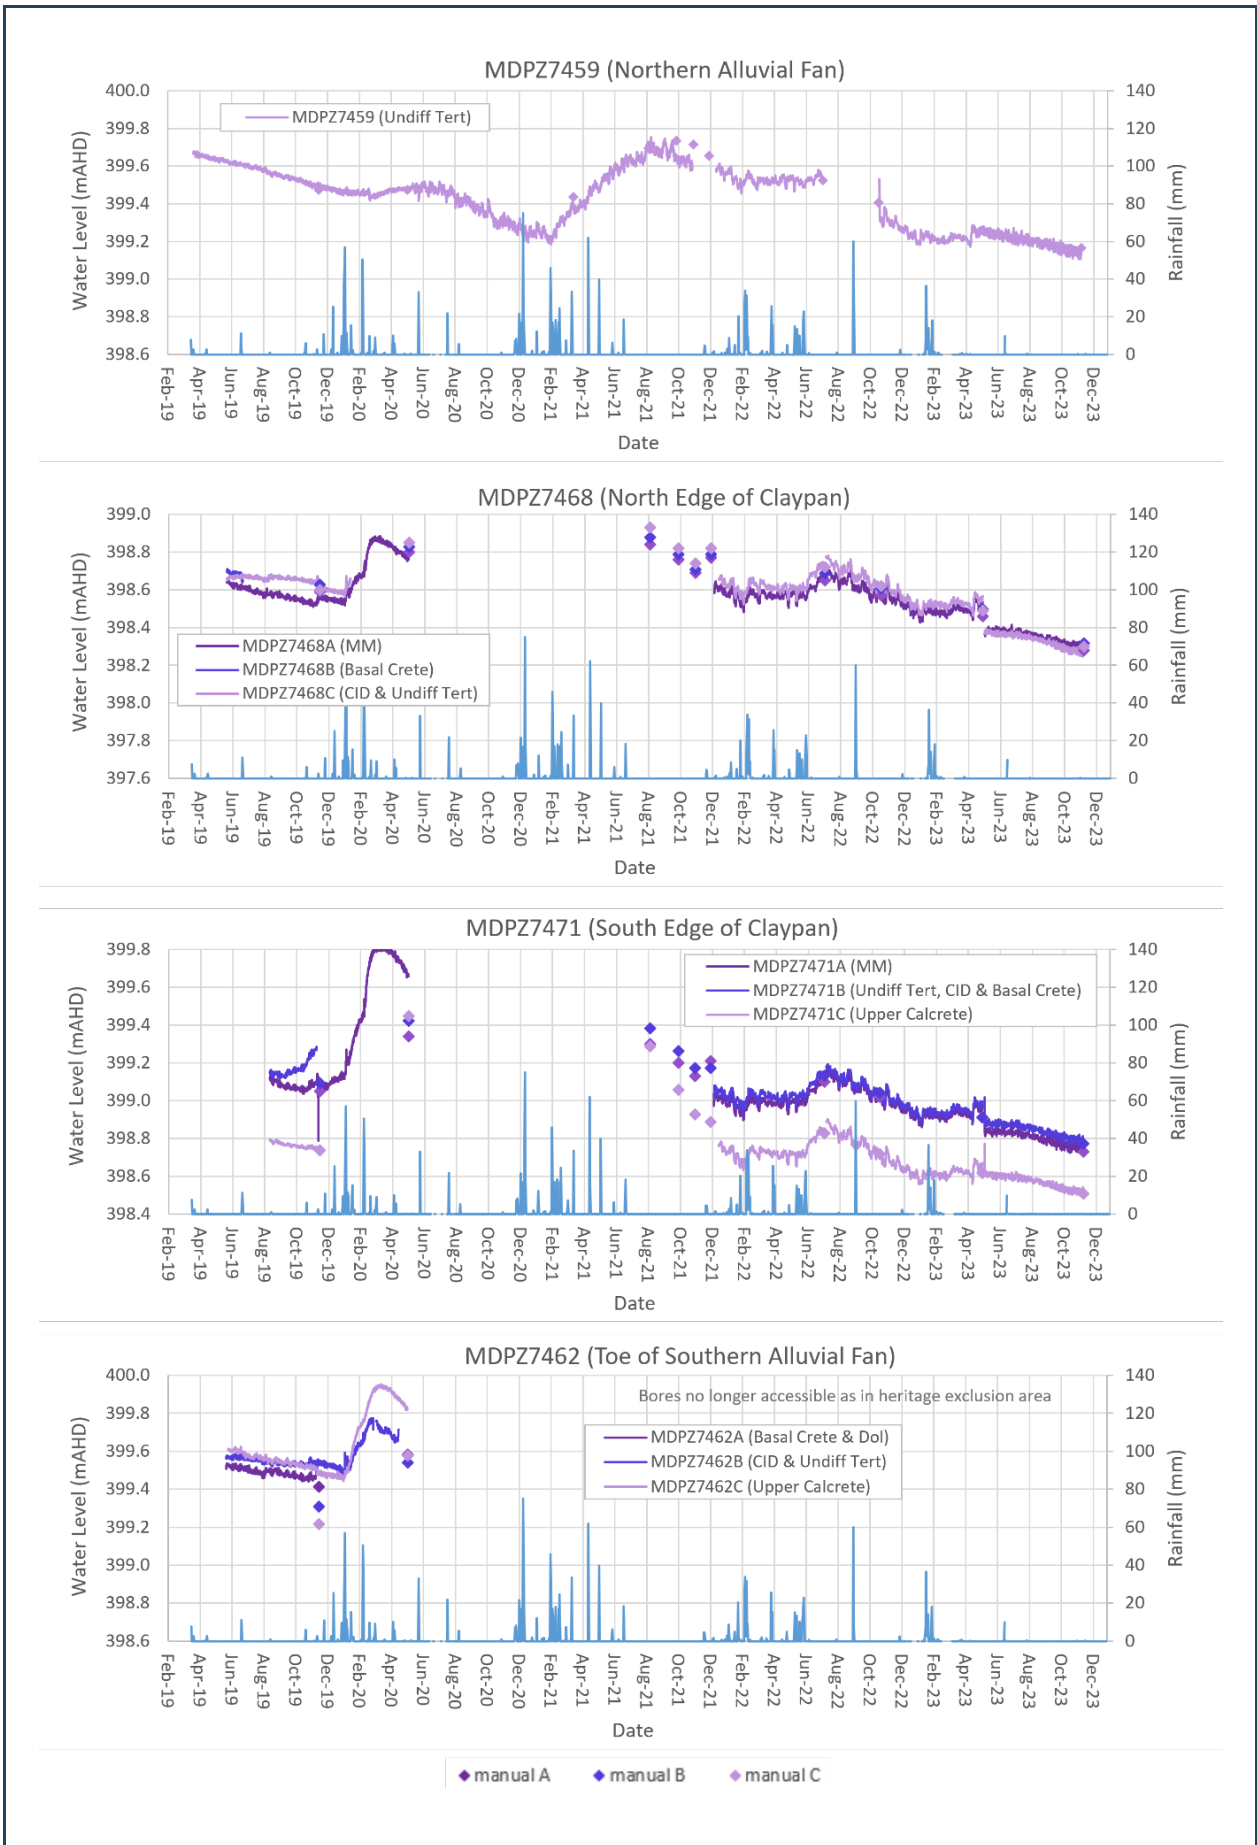 MDPZ7459 (Northern Alluvial Fan)
Water Level (mAHD)
400.0
399.8
399.6
399.4
399.2
399.0
398.8
398.6
MDPZ7459 (Undiff Tert)
140
120
100
80
60
40
20
0
Rainfall (mm)
Feb-19 Apr-19 Jun-19 Aug-19 Oct-19 Dec-19 Feb-20 Apr-20 Jun-20 Aug-20 Oct-20 Dec-20 Feb-21 Apr-21 Jun-21 Aug-21 Oct-21 Dec-21 Feb-22 Apr-22 Jun-22 Aug-22 Oct-22 Dec-22 Feb-23 Apr-23 Jun-23 Aug-23 Oct-23 Dec-23
Date
MDPZ7468 (North Edge of Claypan)
Water Level (mAHD)
399.0
398.8
398.6
398.4
398.2
398.0
397.8
397.6
MDPZ7468A (MM)
MDPZ7468B (Basal Crete)
MDPZ7468C (CID & Undiff Tert)
140
120
100
80
60
40
20
0
Rainfall (mm)
Feb-19 Apr-19 Jun-19 Aug-19 Oct-19 Dec-19 Feb-20 Apr-20 Jun-20 Aug-20 Oct-20 Dec-20 Feb-21 Apr-21 Jun-21 Aug-21 Oct-21 Dec-21 Feb-22 Apr-22 Jun-22 Aug-22 Oct-22 Dec-22 Feb-23 Apr-23 Jun-23 Aug-23 Oct-23 Dec-23
Date
MDPZ7471 (South Edge of Claypan)
Water Level (mAHD)
399.8
399.6
399.4
399.2
399.0
398.8
398.6
398.4
MDPZ7471A (MM)
MDPZ7471B (Undiff Tert, CID & Basal Crete)
MDPZ7471C (Upper Calcrete)
140
120
100
80
60
40
20
0
Rainfall (mm)
Feb-19 Apr-19 Jun-19 Aug-19 Oct-19 Dec-19 Feb-20 Apr-20 Jun-20 Aug-20 Oct-20 Dec-20 Feb-21 Apr-21 Jun-21 Aug-21 Oct-21 Dec-21 Feb-22 Apr-22 Jun-22 Aug-22 Oct-22 Dec-22 Feb-23 Apr-23 Jun-23 Aug-23 Oct-23 Dec-23
Date
MDPZ7462 (Toe of Southern Alluvial Fan)
Water Level (mAHD)
400.0
399.8
399.6
399.4
399.2
399.0
398.8
398.6
Bores no longer accessible as in heritage exclusion area
MDPZ7462A (Basal Crete & Dol)
MDPZ7462B (CID & Undiff Tert)
MDPZ7462C (Upper Calcrete)
140
120
100
80
60
40
20
0
Rainfall (mm)
Feb-19 Apr-19 Jun-19 Aug-19 Oct-19 Dec-19 Feb-20 Apr-20 Jun-20 Aug-20 Oct-20 Dec-20 Feb-21 Apr-21 Jun-21 Aug-21 Oct-21 Dec-21 Feb-22 Apr-22 Jun-22 Aug-22 Oct-22 Dec-22 Feb-23 Apr-23 Jun-23 Aug-23 Oct-23 Dec-23
Date
manual A manual B manual C